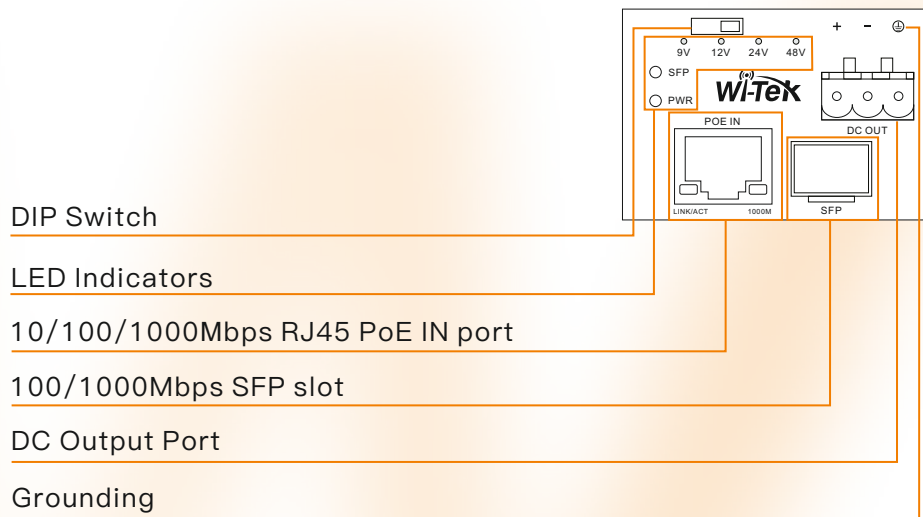 + -
9V 12V 24V 48V
SFP
Wi-Tek
PWR
POE IN
DC OUT
LINK/ACT 1000M
SFP
DIP Switch
LED Indicators
10/100/1000Mbps RJ45 PoE IN port
100/1000Mbps SFP slot
DC Output Port
Grounding